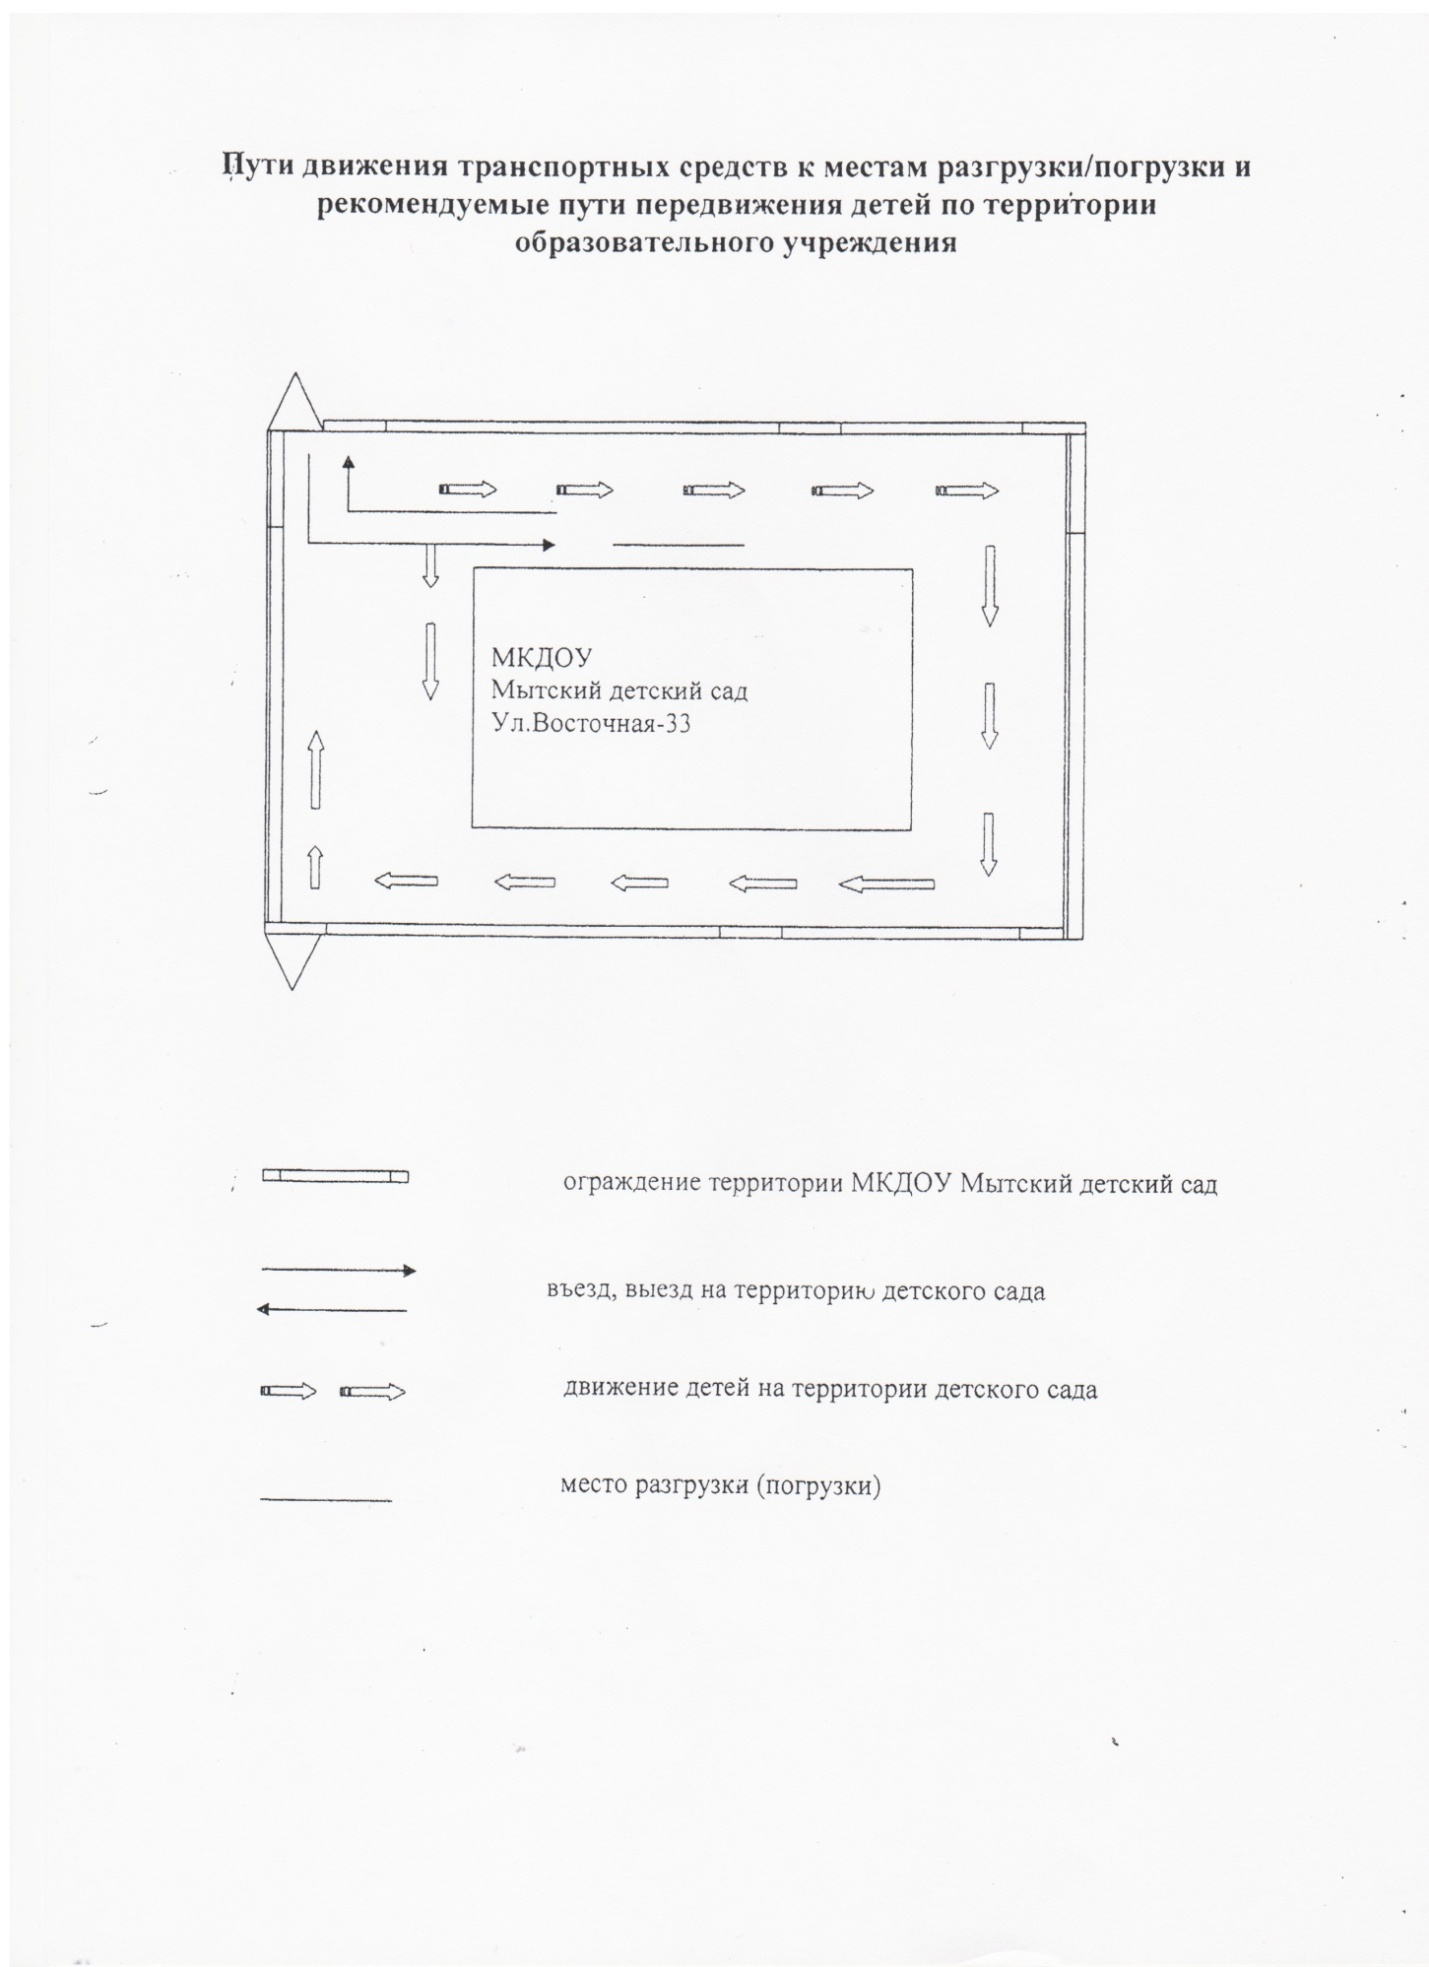 Пути движения транспортных средств к местам разгрузки/погрузки и
рекомендуемые пути передвижения детей по территории
образовательного учреждения
МКДОУ
Мытский детский сад
Ул.Восточная-33
ограждение территории МКДОУ Мытский детский сад
въезд, выезд на территорию детского сада
движение детей на территории детского сада
место разгрузки (погрузки)